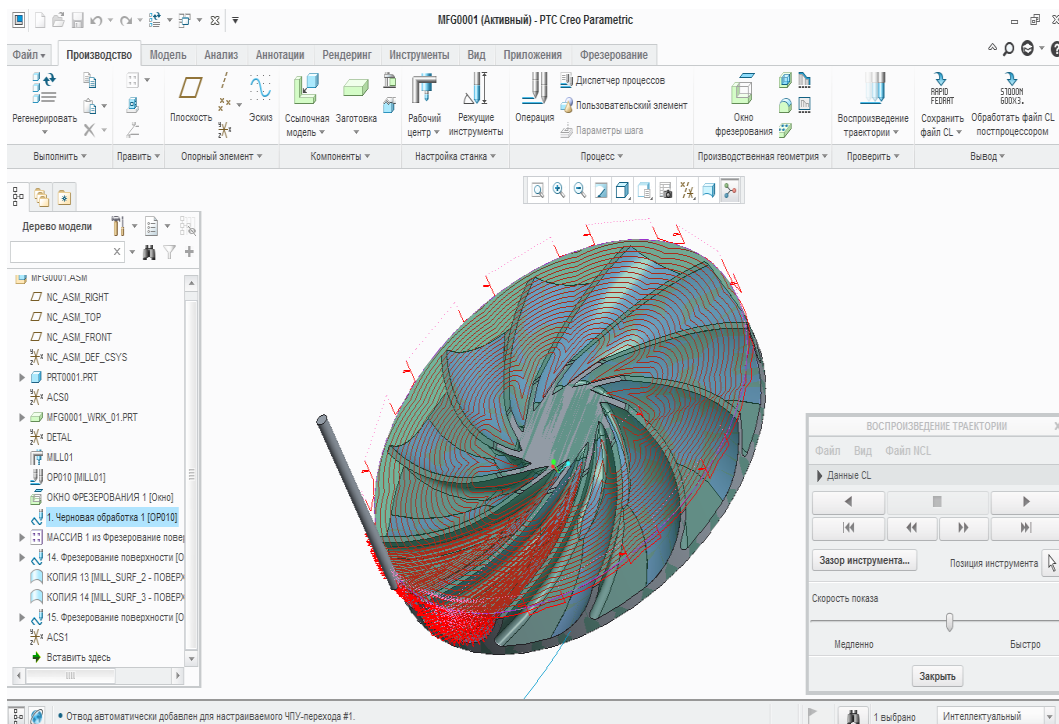 MFG0001 (Активный) - PTC Creo Parametric
Файл Производство Модель Анализ Аннотации Рендеринг Инструменты Вид Приложения Фрезерование
Регенерировать
Плоскость
Эскиз
Ссылочная модель
Заготовка
Рабочий центр
Режущие инструменты
Операция
Диспетчер процессов
Пользовательский элемент
Параметры шага
Окно фрезерования
Воспроизведение траектории
RAPID
FEDRAT
Сохранить файл CL
S1000M
G00X3.
Обработать файл CL постпроцессором
Выполнить Править Опорный элемент Компоненты Настройка станка Процесс Производственная геометрия Проверить Вывод
Дерево модели
MFG0001.ASM
NC_ASM_RIGHT
NC_ASM_TOP
NC_ASM_FRONT
NC_ASM_DEF_CSYS
PRT0001.PRT
ACS0
MFG0001_WRK_01.PRT
DETAL
MILL01
OP010 [MILL01]
ОКНО ФРЕЗЕРОВАНИЯ 1 [Окно]
1. Черновая обработка 1 [OP010]
МАССИВ 1 из Фрезерование повер
14. Фрезерование поверхности [O
КОПИЯ 13 [MILL_SURF_2 - ПОВЕРХ
КОПИЯ 14 [MILL_SURF_3 - ПОВЕРХ
15. Фрезерование поверхности [O
ACS1
Вставить здесь
ВОСПРОИЗВЕДЕНИЕ ТРАЕКТОРИИ
Файл Вид Файл NCL
Данные CL
Зазор инструмента... Позиция инструмента
Скорость показа
Медленно Быстро
Закрыть
• Отвод автоматически добавлен для настраиваемого ЧПУ-перехода #1.
1 выбрано Интеллектуальный